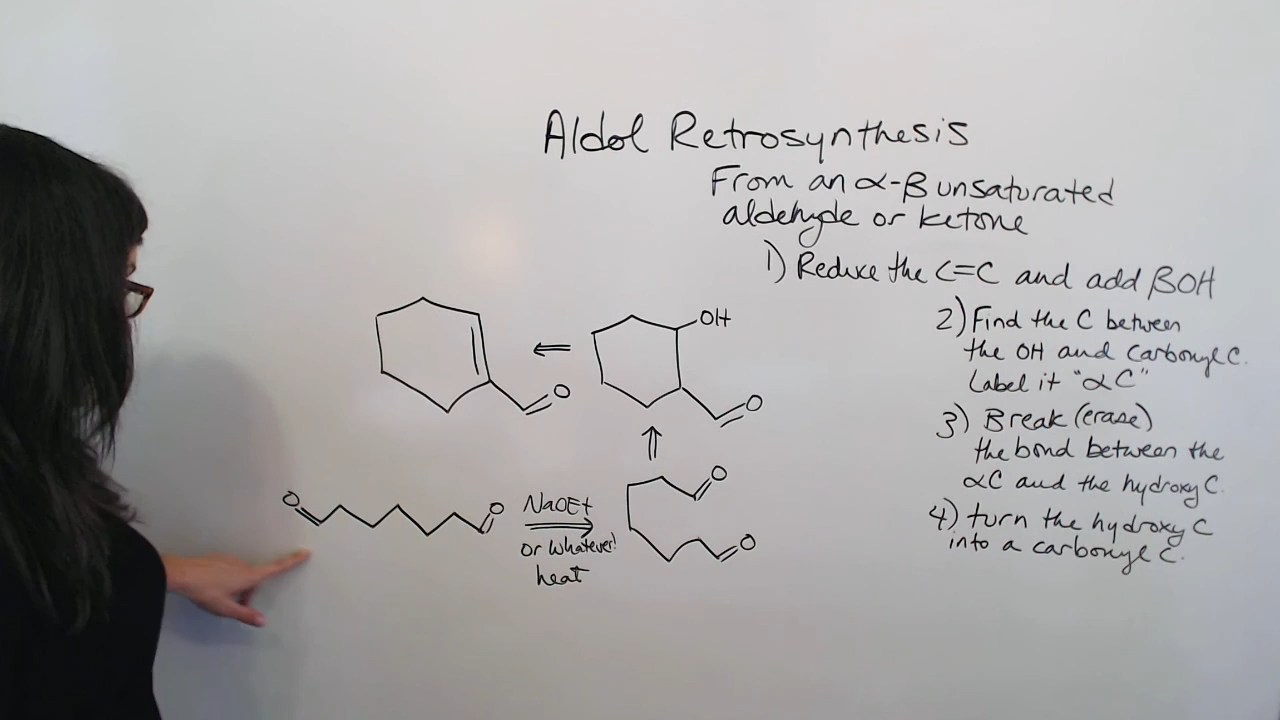 Aldol Retrosynthesis
From an α-β unsaturated
aldehyde or ketone
1) Reduce the C=C and add βOH
2) Find the C between
the OH and carbonyl C.
Label it "αC"
3) Break (erase)
the bond between the
αC and the hydroxy C.
4) turn the hydroxy C
into a carbonyl C.
O
OH
O
O
O
O
O
NaOEt
or whatever!
heat